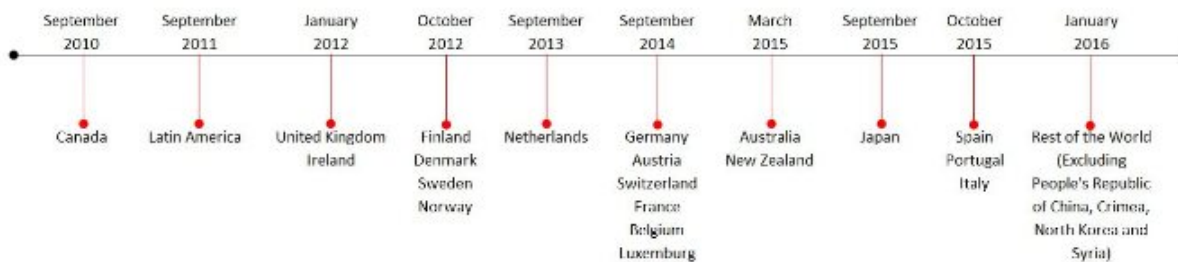 September
2010
September
2011
January
2012
October
2012
September
2013
September
2014
March
2015
September
2015
October
2015
January
2016
Canada
Latin America
United Kingdom
Ireland
Finland
Denmark
Sweden
Norway
Netherlands
Germany
Austria
Switzerland
France
Belgium
Luxemburg
Australia
New Zealand
Japan
Spain
Portugal
Italy
Rest of the World
(Excluding
People's Republic
of China, Crimea,
North Korea and
Syria)